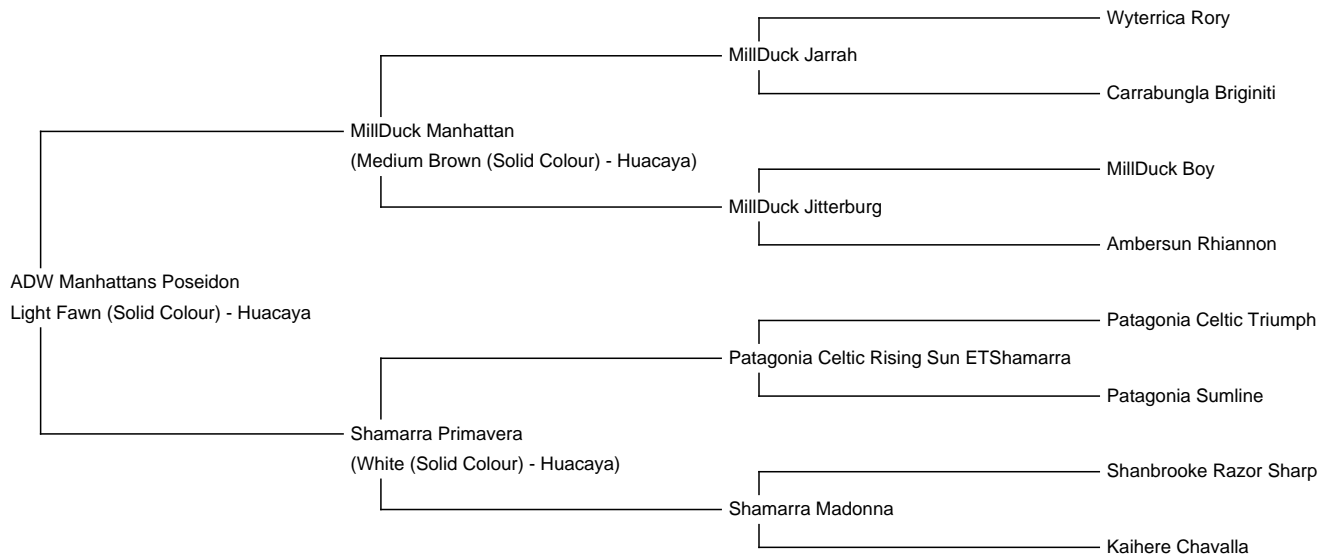 Wyterrica Rory
MillDuck Jarrah
Carrabungla Briginiti
MillDuck Manhattan
(Medium Brown (Solid Colour) - Huacaya)
MillDuck Boy
MillDuck Jitterburg
Ambersun Rhiannon
ADW Manhattans Poseidon
Light Fawn (Solid Colour) - Huacaya
Patagonia Celtic Triumph
Patagonia Celtic Rising Sun ETShamarra
Patagonia Sumline
Shamarra Primavera
(White (Solid Colour) - Huacaya)
Shanbrooke Razor Sharp
Shamarra Madonna
Kaihere Chavalla